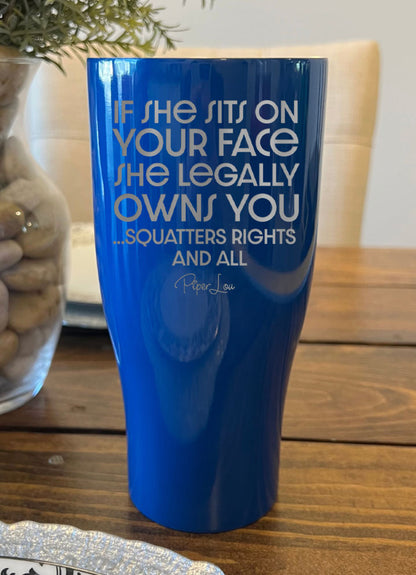 IF SHE SITS ON
YOUR FACE
SHE LEGALLY
OWNS YOU
...SQUATTERS RIGHTS
AND ALL
Piper Lou